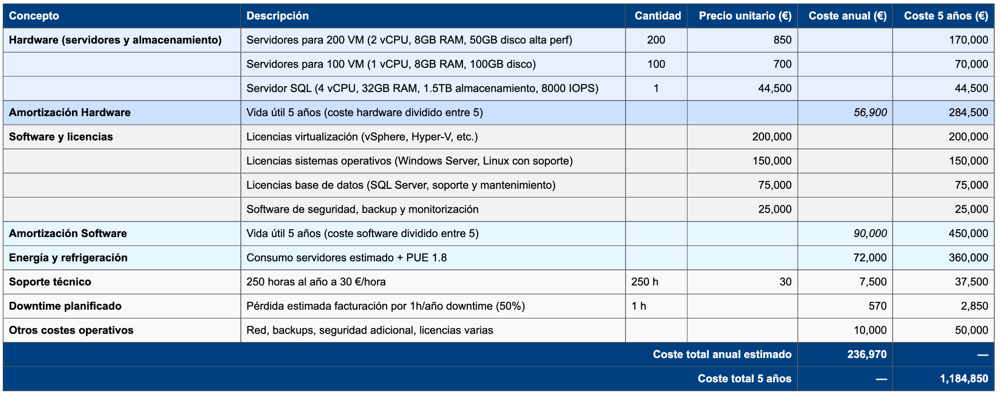 Concepto Descripción Cantidad Precio unitario (€) Coste anual (€) Coste 5 años (€)
Hardware (servidores y almacenamiento) Servidores para 200 VM (2 vCPU, 8GB RAM, 50GB disco alta perf) 200 850 170,000
Servidores para 100 VM (1 vCPU, 8GB RAM, 100GB disco) 100 700 70,000
Servidor SQL (4 vCPU, 32GB RAM, 1.5TB almacenamiento, 8000 IOPS) 1 44,500 44,500
Amortización Hardware Vida útil 5 años (coste hardware dividido entre 5) 56,900 284,500
Software y licencias Licencias virtualización (vSphere, Hyper-V, etc.) 200,000 200,000
Licencias sistemas operativos (Windows Server, Linux con soporte) 150,000 150,000
Licencias base de datos (SQL Server, soporte y mantenimiento) 75,000 75,000
Software de seguridad, backup y monitorización 25,000 25,000
Amortización Software Vida útil 5 años (coste software dividido entre 5) 90,000 450,000
Energía y refrigeración Consumo servidores estimado + PUE 1.8 72,000 360,000
Soporte técnico 250 horas al año a 30 €/hora 250 h 30 7,500 37,500
Downtime planificado Pérdida estimada facturación por 1h/año downtime (50%) 1 h 570 2,850
Otros costes operativos Red, backups, seguridad adicional, licencias varias 10,000 50,000
Coste total anual estimado 236,970 —
Coste total 5 años — 1,184,850